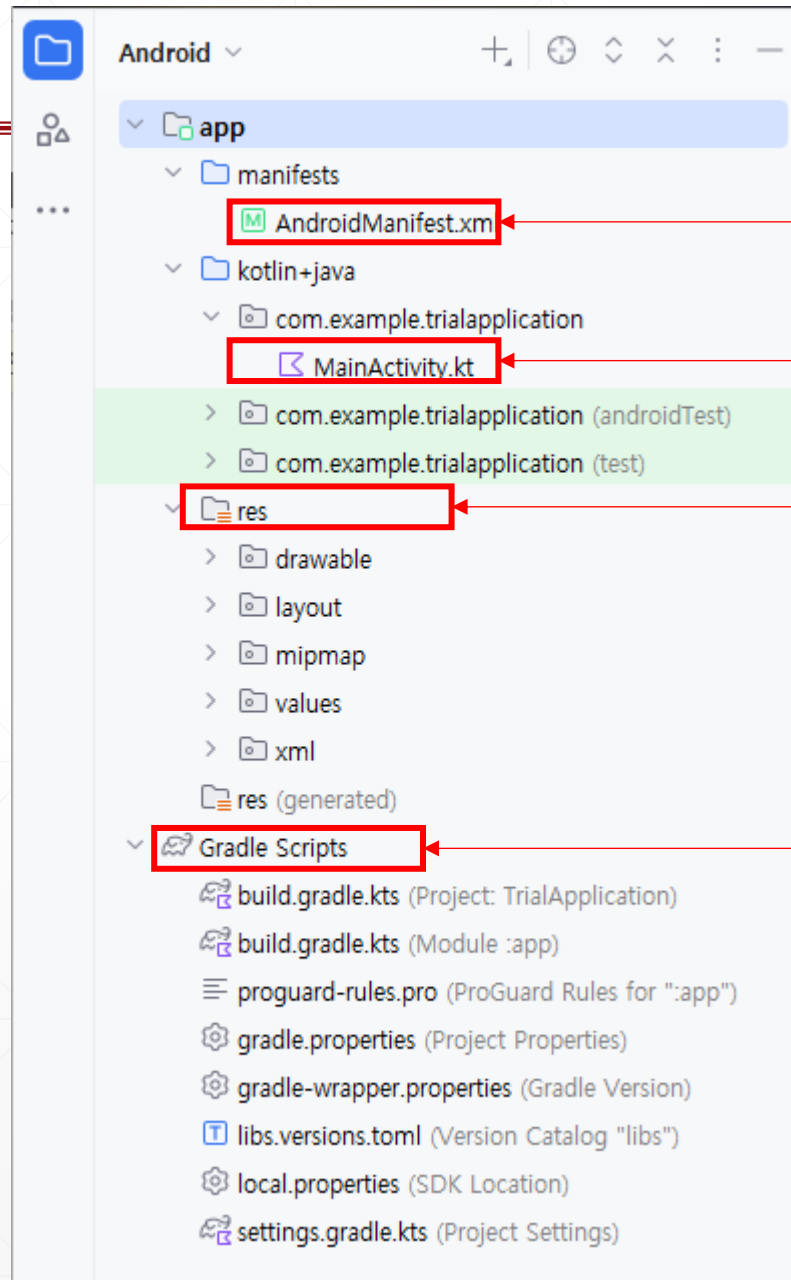 Android
app
manifests
AndroidManifest.xm
kotlin+java
com.example.trialapplication
MainActivity.kt
com.example.trialapplication (androidTest)
com.example.trialapplication (test)
res
drawable
layout
mipmap
values
xml
res (generated)
Gradle Scripts
build.gradle.kts (Project: TrialApplication)
build.gradle.kts (Module :app)
proguard-rules.pro (ProGuard Rules for ":app")
gradle.properties (Project Properties)
gradle-wrapper.properties (Gradle Version)
libs.versions.toml (Version Catalog "libs")
local.properties (SDK Location)
settings.gradle.kts (Project Settings)